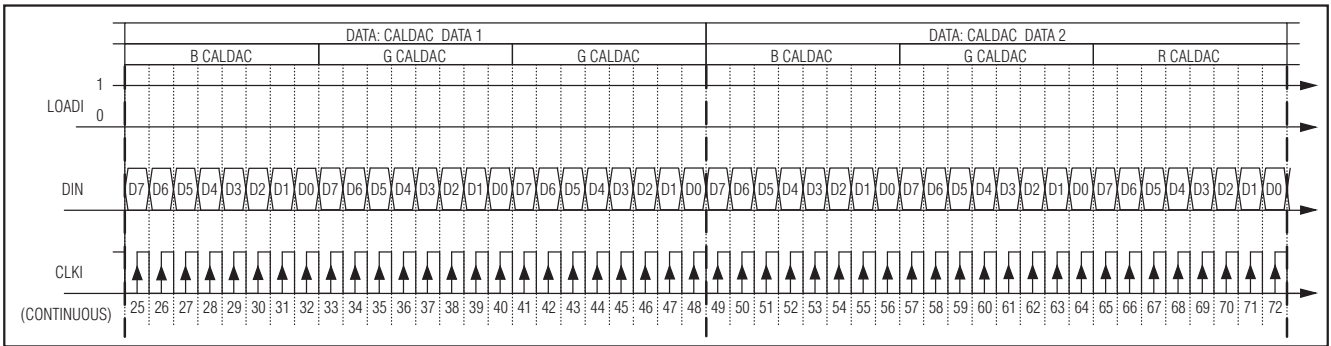 DATA: CALDAC DATA 1 DATA: CALDAC DATA 2
B CALDAC G CALDAC G CALDAC B CALDAC G CALDAC R CALDAC
1
LOADI 0
DIN D7 D6 D5 D4 D3 D2 D1 D0 D7 D6 D5 D4 D3 D2 D1 D0 D7 D6 D5 D4 D3 D2 D1 D0 D7 D6 D5 D4 D3 D2 D1 D0 D7 D6 D5 D4 D3 D2 D1 D0 D7 D6 D5 D4 D3 D2 D1 D0
CLKI
(CONTINUOUS) 25 26 27 28 29 30 31 32 33 34 35 36 37 38 39 40 41 42 43 44 45 46 47 48 49 50 51 52 53 54 55 56 57 58 59 60 61 62 63 64 65 66 67 68 69 70 71 72